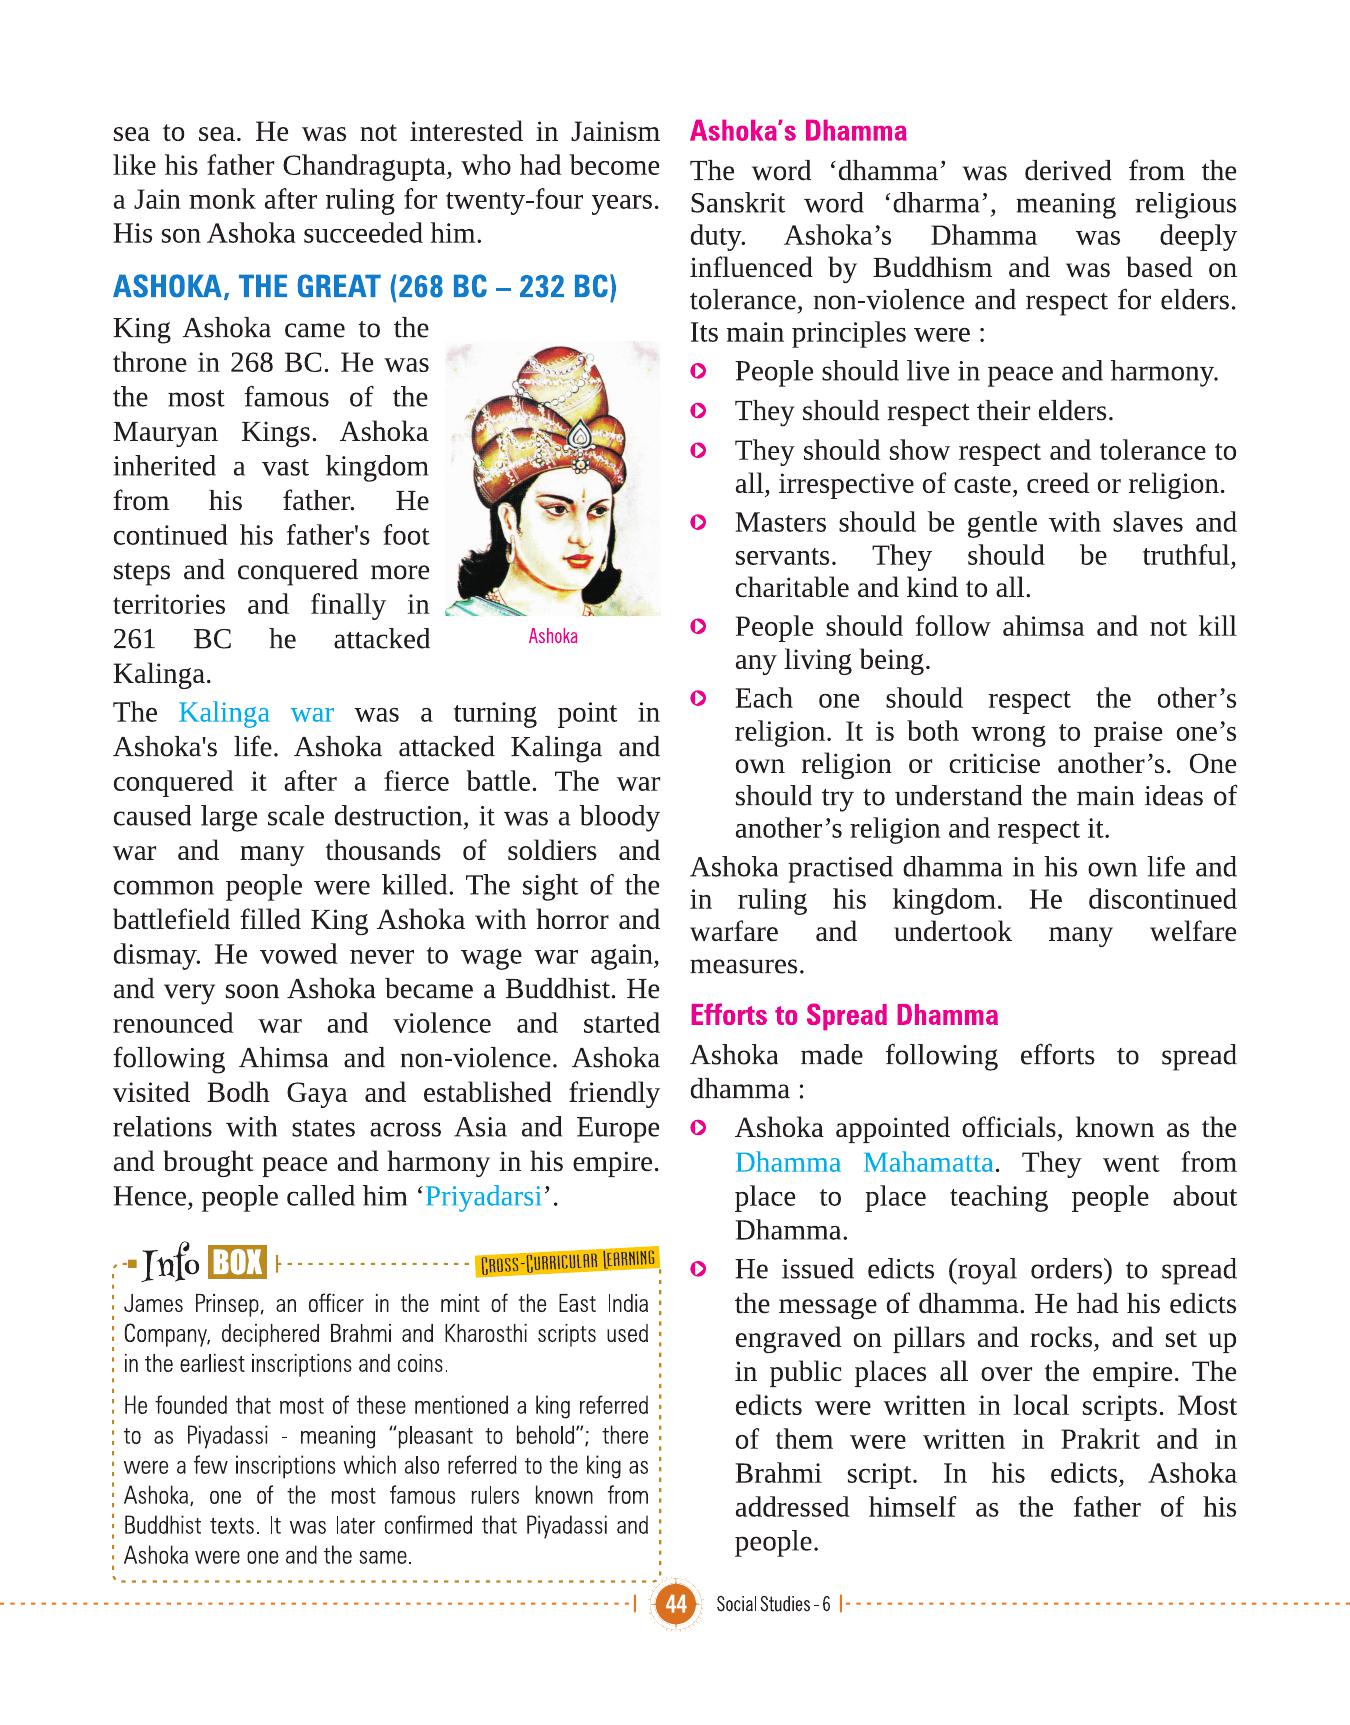 sea to sea. He was not interested in Jainism
like his father Chandragupta, who had become
a Jain monk after ruling for twenty-four years.
His son Ashoka succeeded him.
ASHOKA, THE GREAT (268 BC – 232 BC)
King Ashoka came to the
throne in 268 BC. He was
the most famous of the
Mauryan Kings. Ashoka
inherited a vast kingdom
from his father. He
continued his father's foot
steps and conquered more
territories and finally in
261 BC he attacked
Kalinga.
Ashoka
The Kalinga war was a turning point in
Ashoka's life. Ashoka attacked Kalinga and
conquered it after a fierce battle. The war
caused large scale destruction, it was a bloody
war and many thousands of soldiers and
common people were killed. The sight of the
battlefield filled King Ashoka with horror and
dismay. He vowed never to wage war again,
and very soon Ashoka became a Buddhist. He
renounced war and violence and started
following Ahimsa and non-violence. Ashoka
visited Bodh Gaya and established friendly
relations with states across Asia and Europe
and brought peace and harmony in his empire.
Hence, people called him ‘Priyadarsi’.
Info BOX
CROSS-CURRICULAR LEARNING
James Prinsep, an officer in the mint of the East India
Company, deciphered Brahmi and Kharosthi scripts used
in the earliest inscriptions and coins.
He founded that most of these mentioned a king referred
to as Piyadassi - meaning “pleasant to behold”; there
were a few inscriptions which also referred to the king as
Ashoka, one of the most famous rulers known from
Buddhist texts. It was later confirmed that Piyadassi and
Ashoka were one and the same.
Ashoka’s Dhamma
The word ‘dhamma’ was derived from the
Sanskrit word ‘dharma’, meaning religious
duty. Ashoka’s Dhamma was deeply
influenced by Buddhism and was based on
tolerance, non-violence and respect for elders.
Its main principles were :
People should live in peace and harmony.
They should respect their elders.
They should show respect and tolerance to
all, irrespective of caste, creed or religion.
Masters should be gentle with slaves and
servants. They should be truthful,
charitable and kind to all.
People should follow ahimsa and not kill
any living being.
Each one should respect the other’s
religion. It is both wrong to praise one’s
own religion or criticise another’s. One
should try to understand the main ideas of
another’s religion and respect it.
Ashoka practised dhamma in his own life and
in ruling his kingdom. He discontinued
warfare and undertook many welfare
measures.
Efforts to Spread Dhamma
Ashoka made following efforts to spread
dhamma :
Ashoka appointed officials, known as the
Dhamma Mahamatta. They went from
place to place teaching people about
Dhamma.
He issued edicts (royal orders) to spread
the message of dhamma. He had his edicts
engraved on pillars and rocks, and set up
in public places all over the empire. The
edicts were written in local scripts. Most
of them were written in Prakrit and in
Brahmi script. In his edicts, Ashoka
addressed himself as the father of his
people.
44 Social Studies - 6